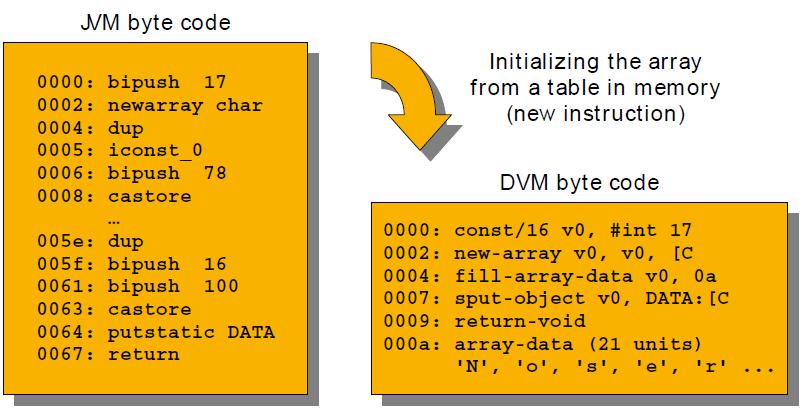 JVM byte code
0000: bipush  17
0002: newarray char
0004: dup
0005: iconst_0
0006: bipush  78
0008: castore
…
005e: dup
005f: bipush  16
0061: bipush  100
0063: castore
0064: putstatic DATA
0067: return
Initializing the array
from a table in memory
(new instruction)
DVM byte code
0000: const/16 v0, #int 17
0002: new-array v0, v0, [C
0004: fill-array-data v0, 0a
0007: sput-object v0, DATA:[C
0009: return-void
000a: array-data (21 units)
'N', 'o', 's', 'e', 'r' ...